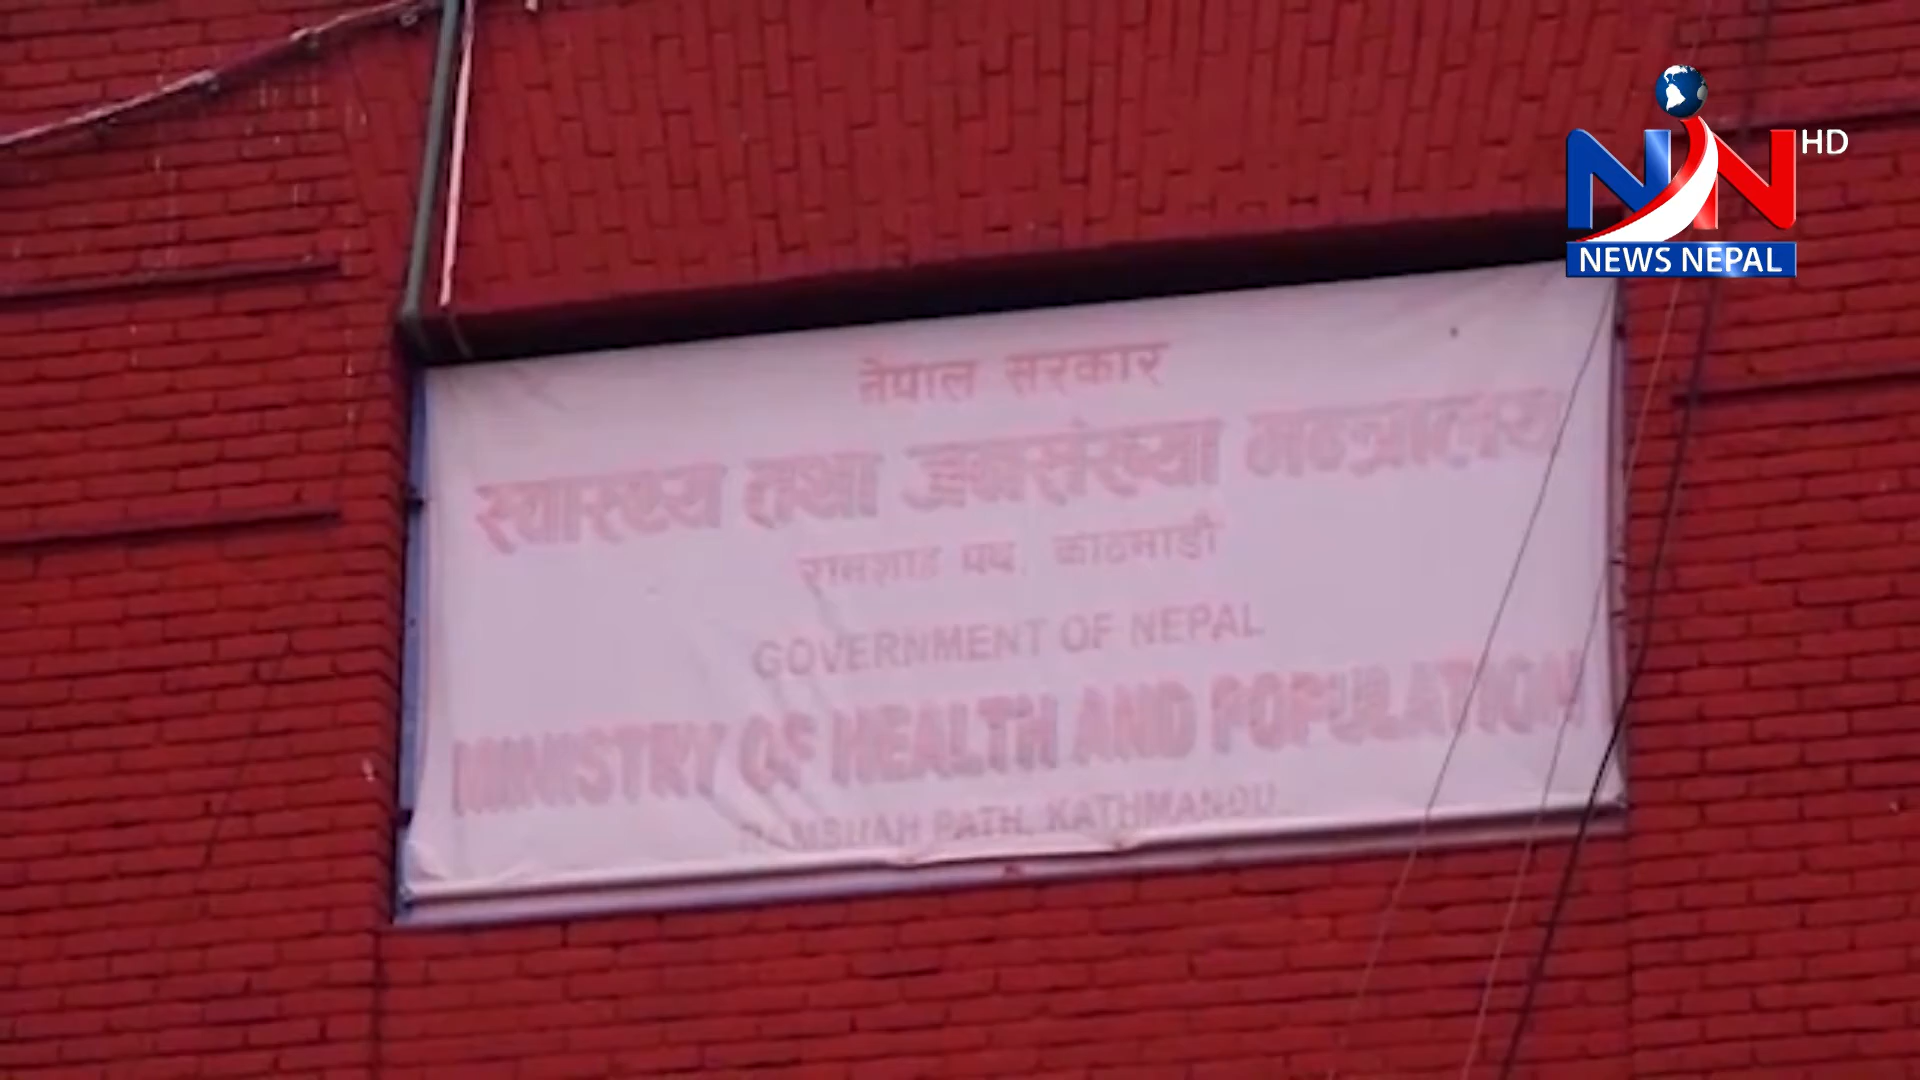 HD
NEWS NEPAL
नेपाल सरकार
स्वास्थ्य तथा जनसंख्या मन्त्रालय
रामशाह पथ, काठमाडौं
GOVERNMENT OF NEPAL
MINISTRY OF HEALTH AND POPULATION
RAMSHAH PATH, KATHMANDU